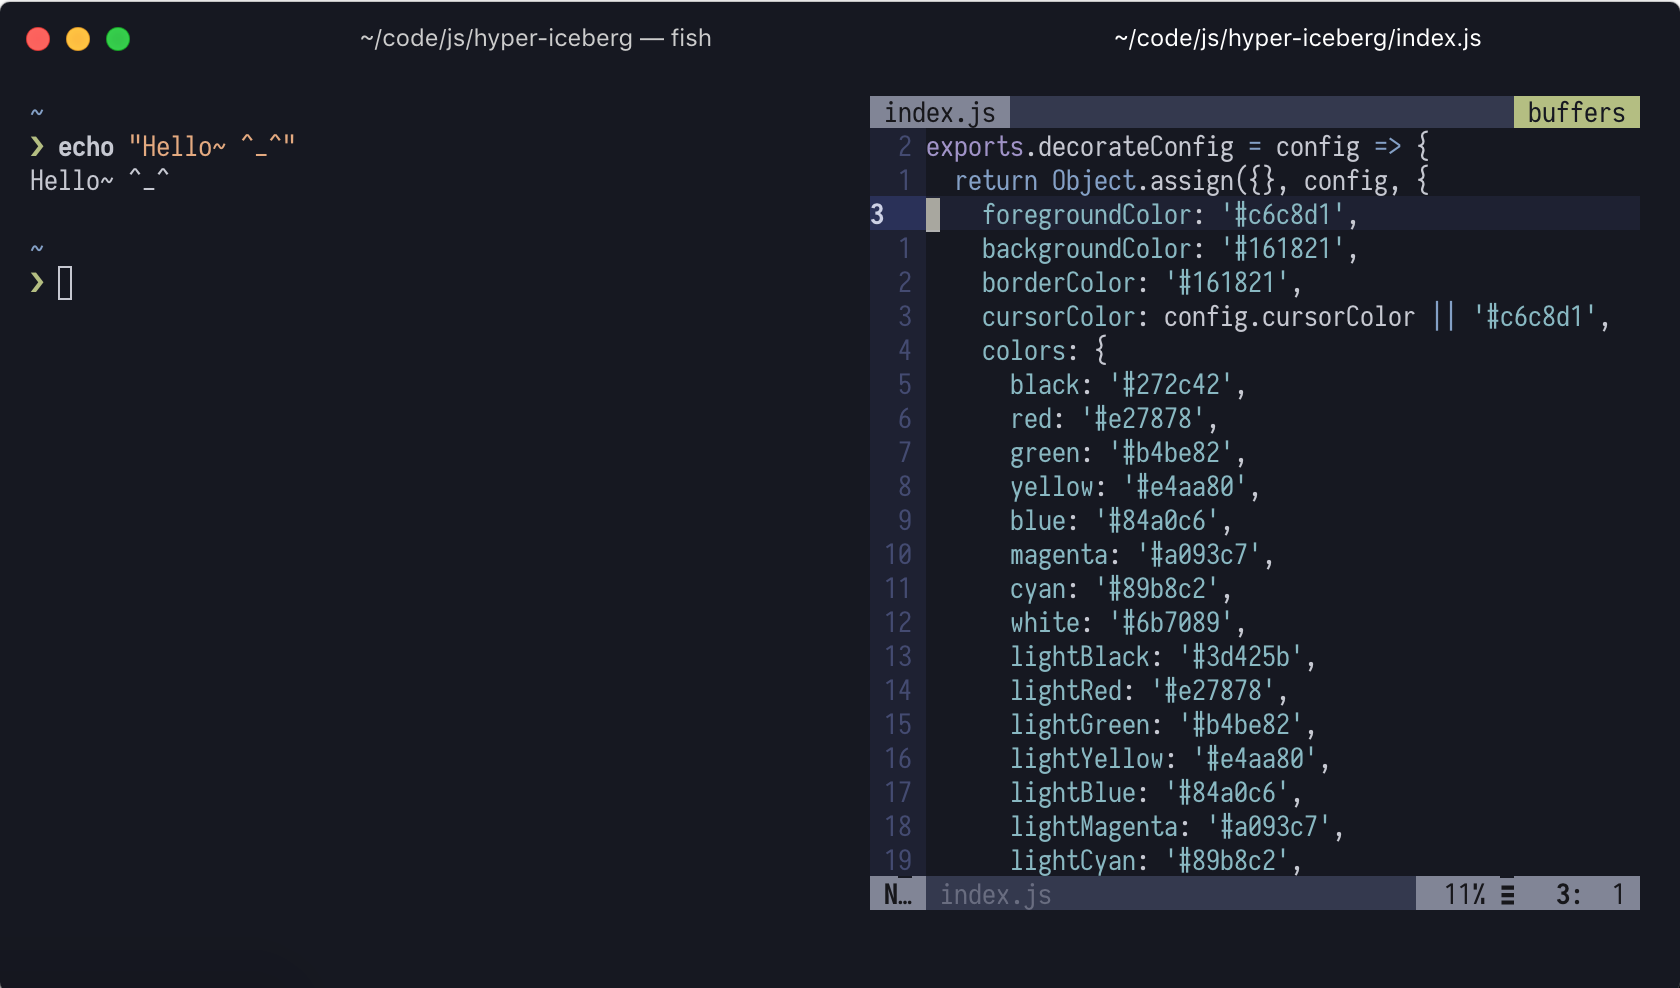 ~/code/js/hyper-iceberg — fish
~/code/js/hyper-iceberg/index.js
~
❯ echo "Hello~ ^_^"
Hello~ ^_^
~
❯
index.js buffers
2 exports.decorateConfig = config => {
1   return Object.assign({}, config, {
3     foregroundColor: '#c6c8d1',
1     backgroundColor: '#161821',
2     borderColor: '#161821',
3     cursorColor: config.cursorColor || '#c6c8d1',
4     colors: {
5       black: '#272c42',
6       red: '#e27878',
7       green: '#b4be82',
8       yellow: '#e4aa80',
9       blue: '#84a0c6',
10       magenta: '#a093c7',
11       cyan: '#89b8c2',
12       white: '#6b7089',
13       lightBlack: '#3d425b',
14       lightRed: '#e27878',
15       lightGreen: '#b4be82',
16       lightYellow: '#e4aa80',
17       lightBlue: '#84a0c6',
18       lightMagenta: '#a093c7',
19       lightCyan: '#89b8c2',
N… index.js 11% ≡ 3: 1